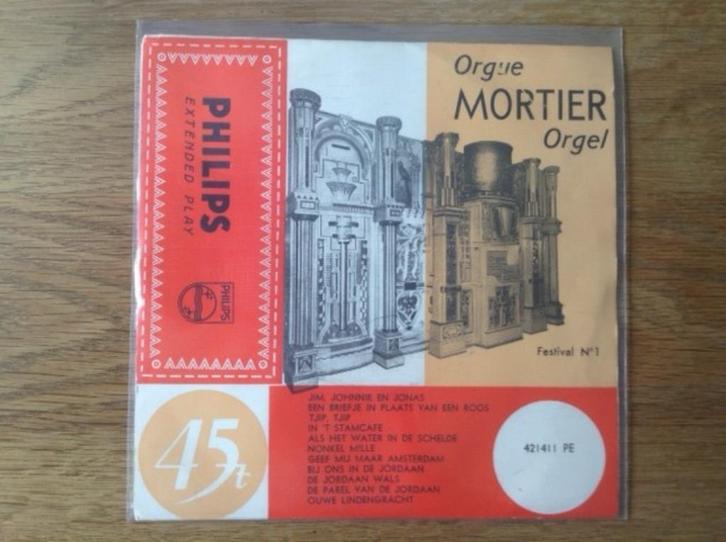 PHILIPS
EXTENDED PLAY
PHILIPS
Orgue
MORTIER
Orgel
Festival N°1
45t
JIM, JOHNNIE EN JONAS
EEN BRIEFJE IN PLAATS VAN EEN ROOS
TJIP, TJIP
IN 'T STAMCAFE
ALS HET WATER IN DE SCHELDE
NONKEL MILLE
GEEF MIJ MAAR AMSTERDAM
BIJ ONS IN DE JORDAAN
DE JORDAAN WALS
DE PAREL VAN DE JORDAAN
OUWE LINDENGRACHT
421411 PE